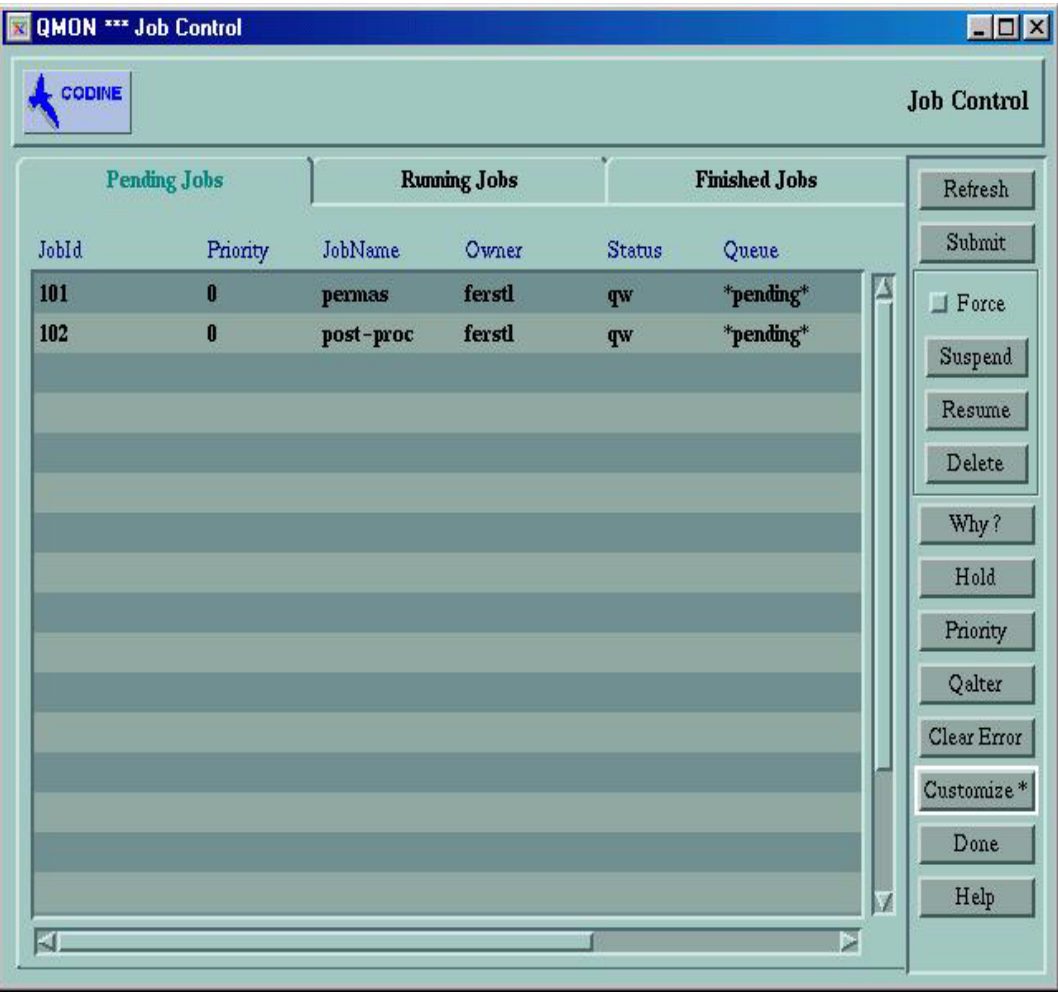 QMON *** Job Control
CODINE
Job Control
Pending Jobs Running Jobs Finished Jobs
JobId Priority JobName Owner Status Queue
101 0 permas ferstl qw *pending*
102 0 post-proc ferstl qw *pending*
Refresh
Submit
Force
Suspend
Resume
Delete
Why ?
Hold
Priority
Qalter
Clear Error
Customize *
Done
Help